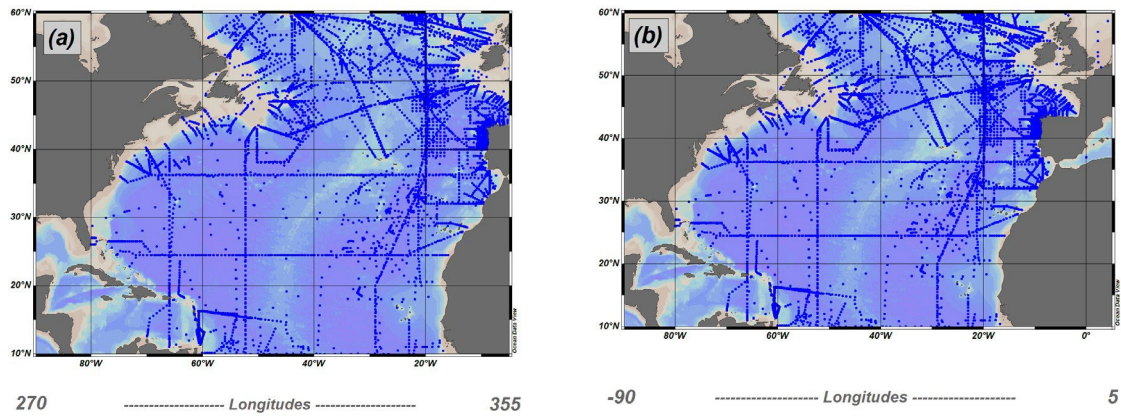 (a)
60°N
50°N
40°N
30°N
20°N
10°N
80°W
60°W
40°W
20°W
Ocean Data View
270 -------------------- Longitudes -------------------- 355
(b)
60°N
50°N
40°N
30°N
20°N
10°N
80°W
60°W
40°W
20°W
0°
Ocean Data View
-90 -------------------- Longitudes -------------------- 5